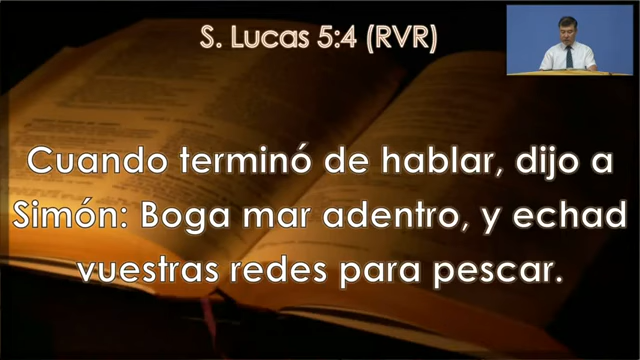 S. Lucas 5:4 (RVR)
Cuando terminó de hablar, dijo a
Simón: Boga mar adentro, y echad
vuestras redes para pescar.